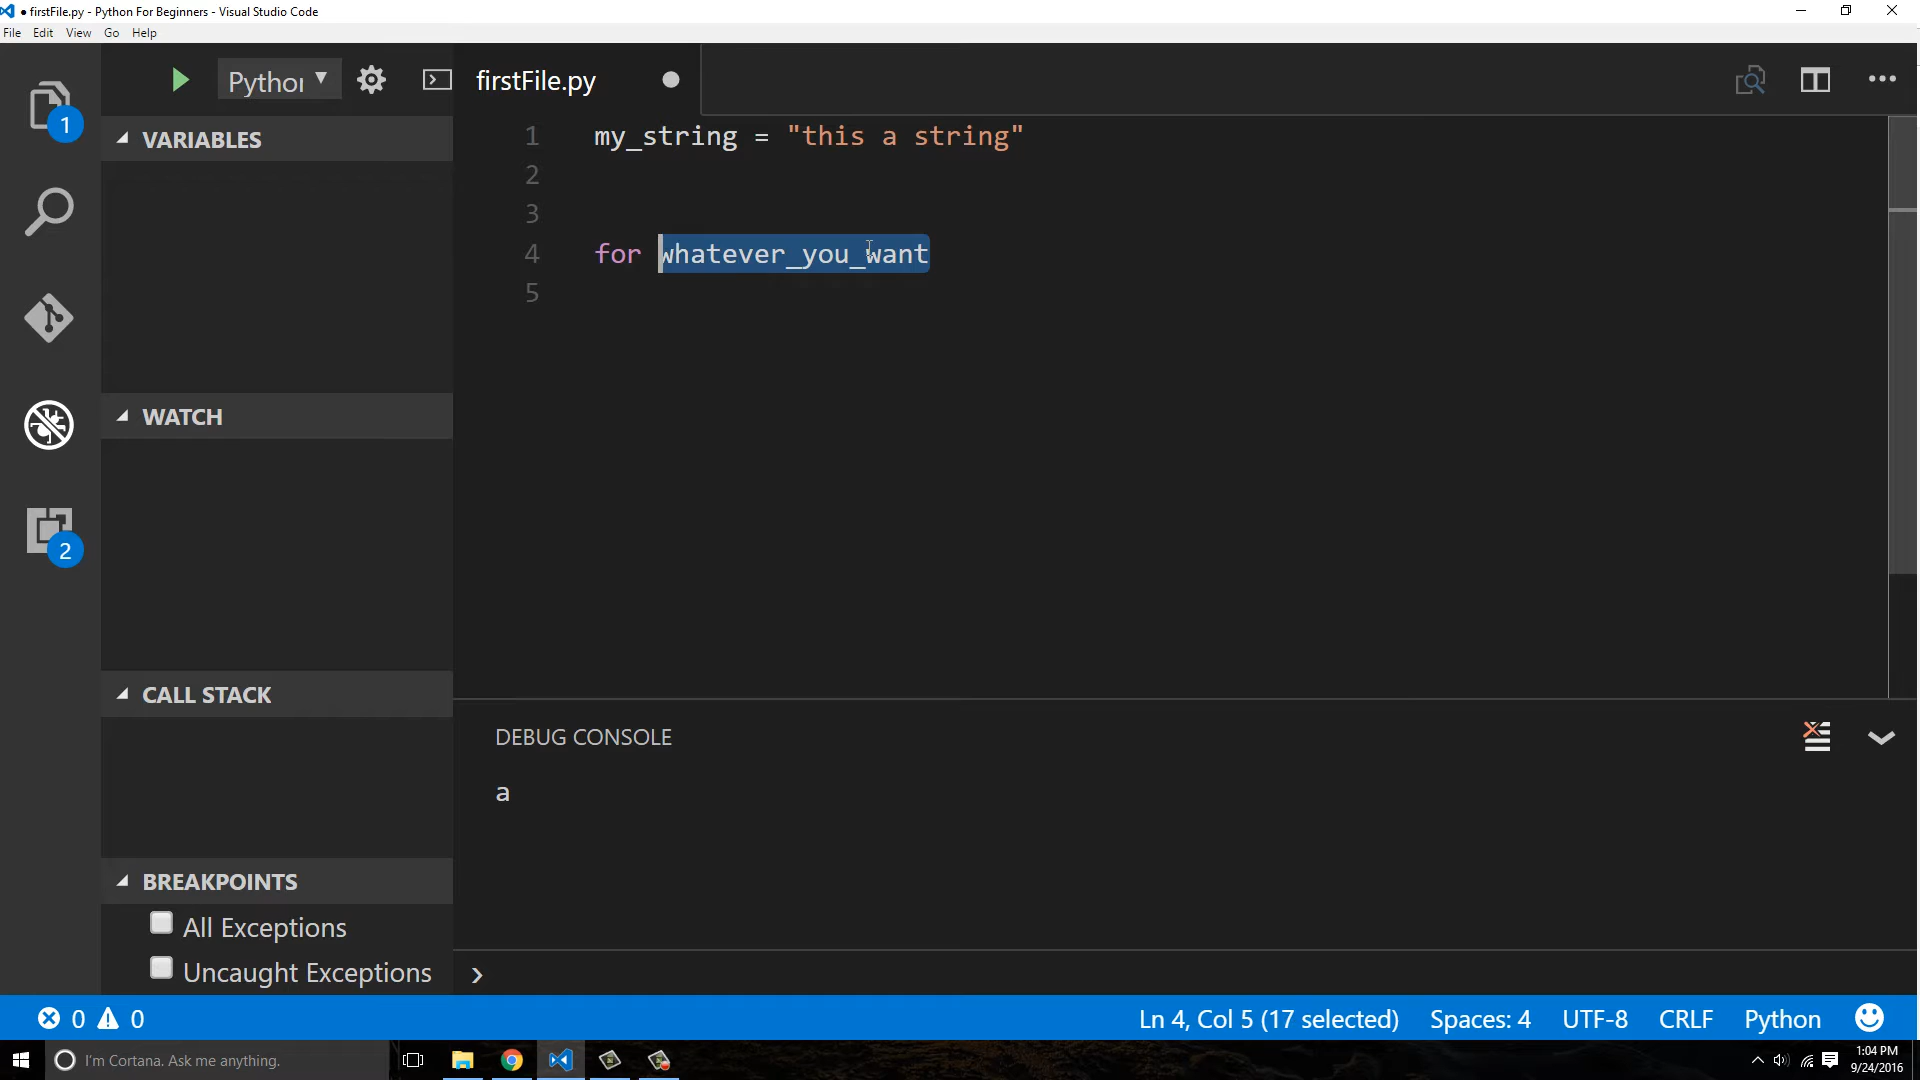 ● firstFile.py - Python For Beginners - Visual Studio Code
File Edit View Go Help
Pythor ▼
firstFile.py
1
VARIABLES
1 my_string = "this a string"
2
3
4 for whatever_you_want
5
WATCH
2
CALL STACK
DEBUG CONSOLE
a
BREAKPOINTS
All Exceptions
Uncaught Exceptions
›
0 0
Ln 4, Col 5 (17 selected) Spaces: 4 UTF-8 CRLF Python
I'm Cortana. Ask me anything.
1:04 PM
9/24/2016